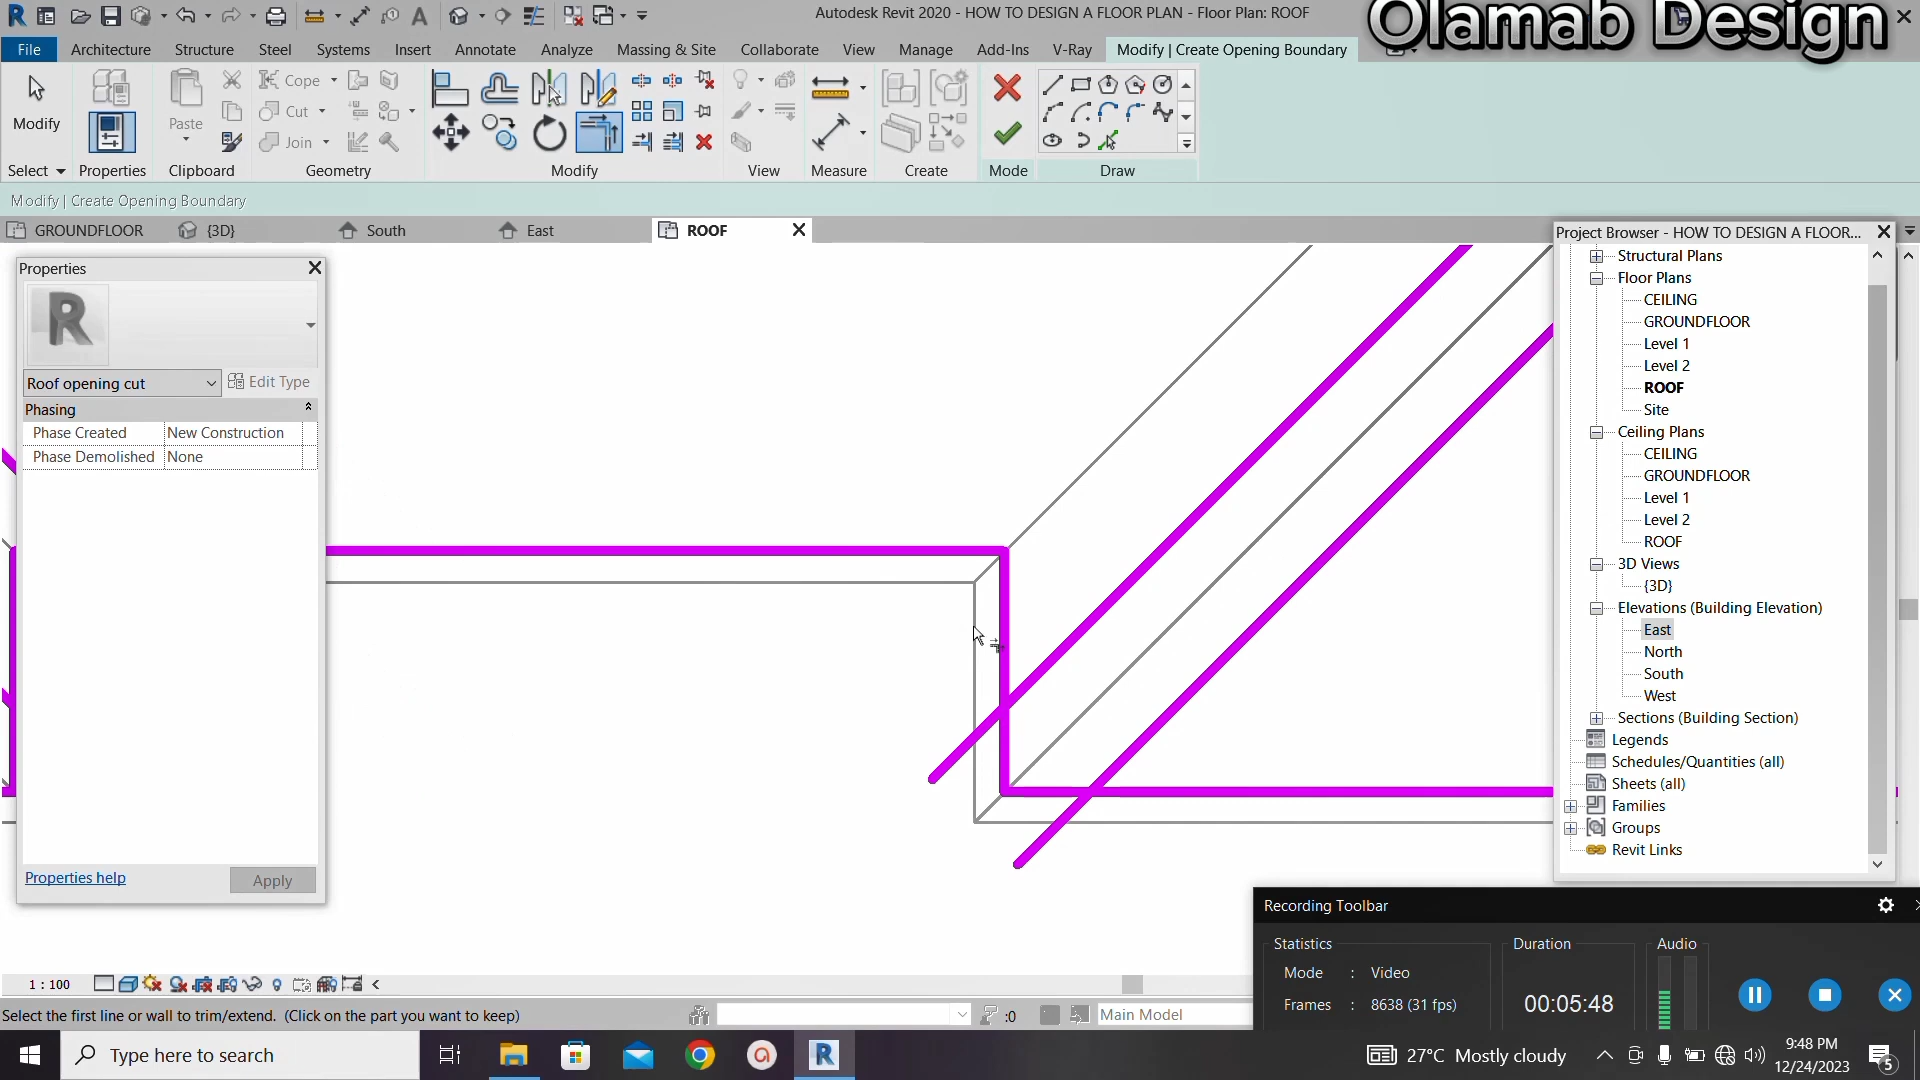 Autodesk Revit 2020 - HOW TO DESIGN A FLOOR PLAN - Floor Plan: ROOF
Olamab Design
File Architecture Structure Steel Systems Insert Annotate Analyze Massing & Site Collaborate View Manage Add-Ins V-Ray Modify | Create Opening Boundary
Modify Paste Cope Cut Join
Select Properties Clipboard Geometry Modify View Measure Create Mode Draw
Modify | Create Opening Boundary
GROUNDFLOOR {3D} South East ROOF
Properties
Roof opening cut Edit Type
Phasing
Phase Created New Construction
Phase Demolished None
Properties help Apply
Project Browser - HOW TO DESIGN A FLOOR...
Structural Plans
Floor Plans
CEILING
GROUNDFLOOR
Level 1
Level 2
ROOF
Site
Ceiling Plans
CEILING
GROUNDFLOOR
Level 1
Level 2
ROOF
3D Views
{3D}
Elevations (Building Elevation)
East
North
South
West
Sections (Building Section)
Legends
Schedules/Quantities (all)
Sheets (all)
Families
Groups
Revit Links
Recording Toolbar
Statistics Duration Audio
Mode : Video
Frames : 8638 (31 fps) 00:05:48
1 : 100
Select the first line or wall to trim/extend. (Click on the part you want to keep) :0 Main Model
Type here to search 27°C Mostly cloudy 9:48 PM
12/24/2023 5